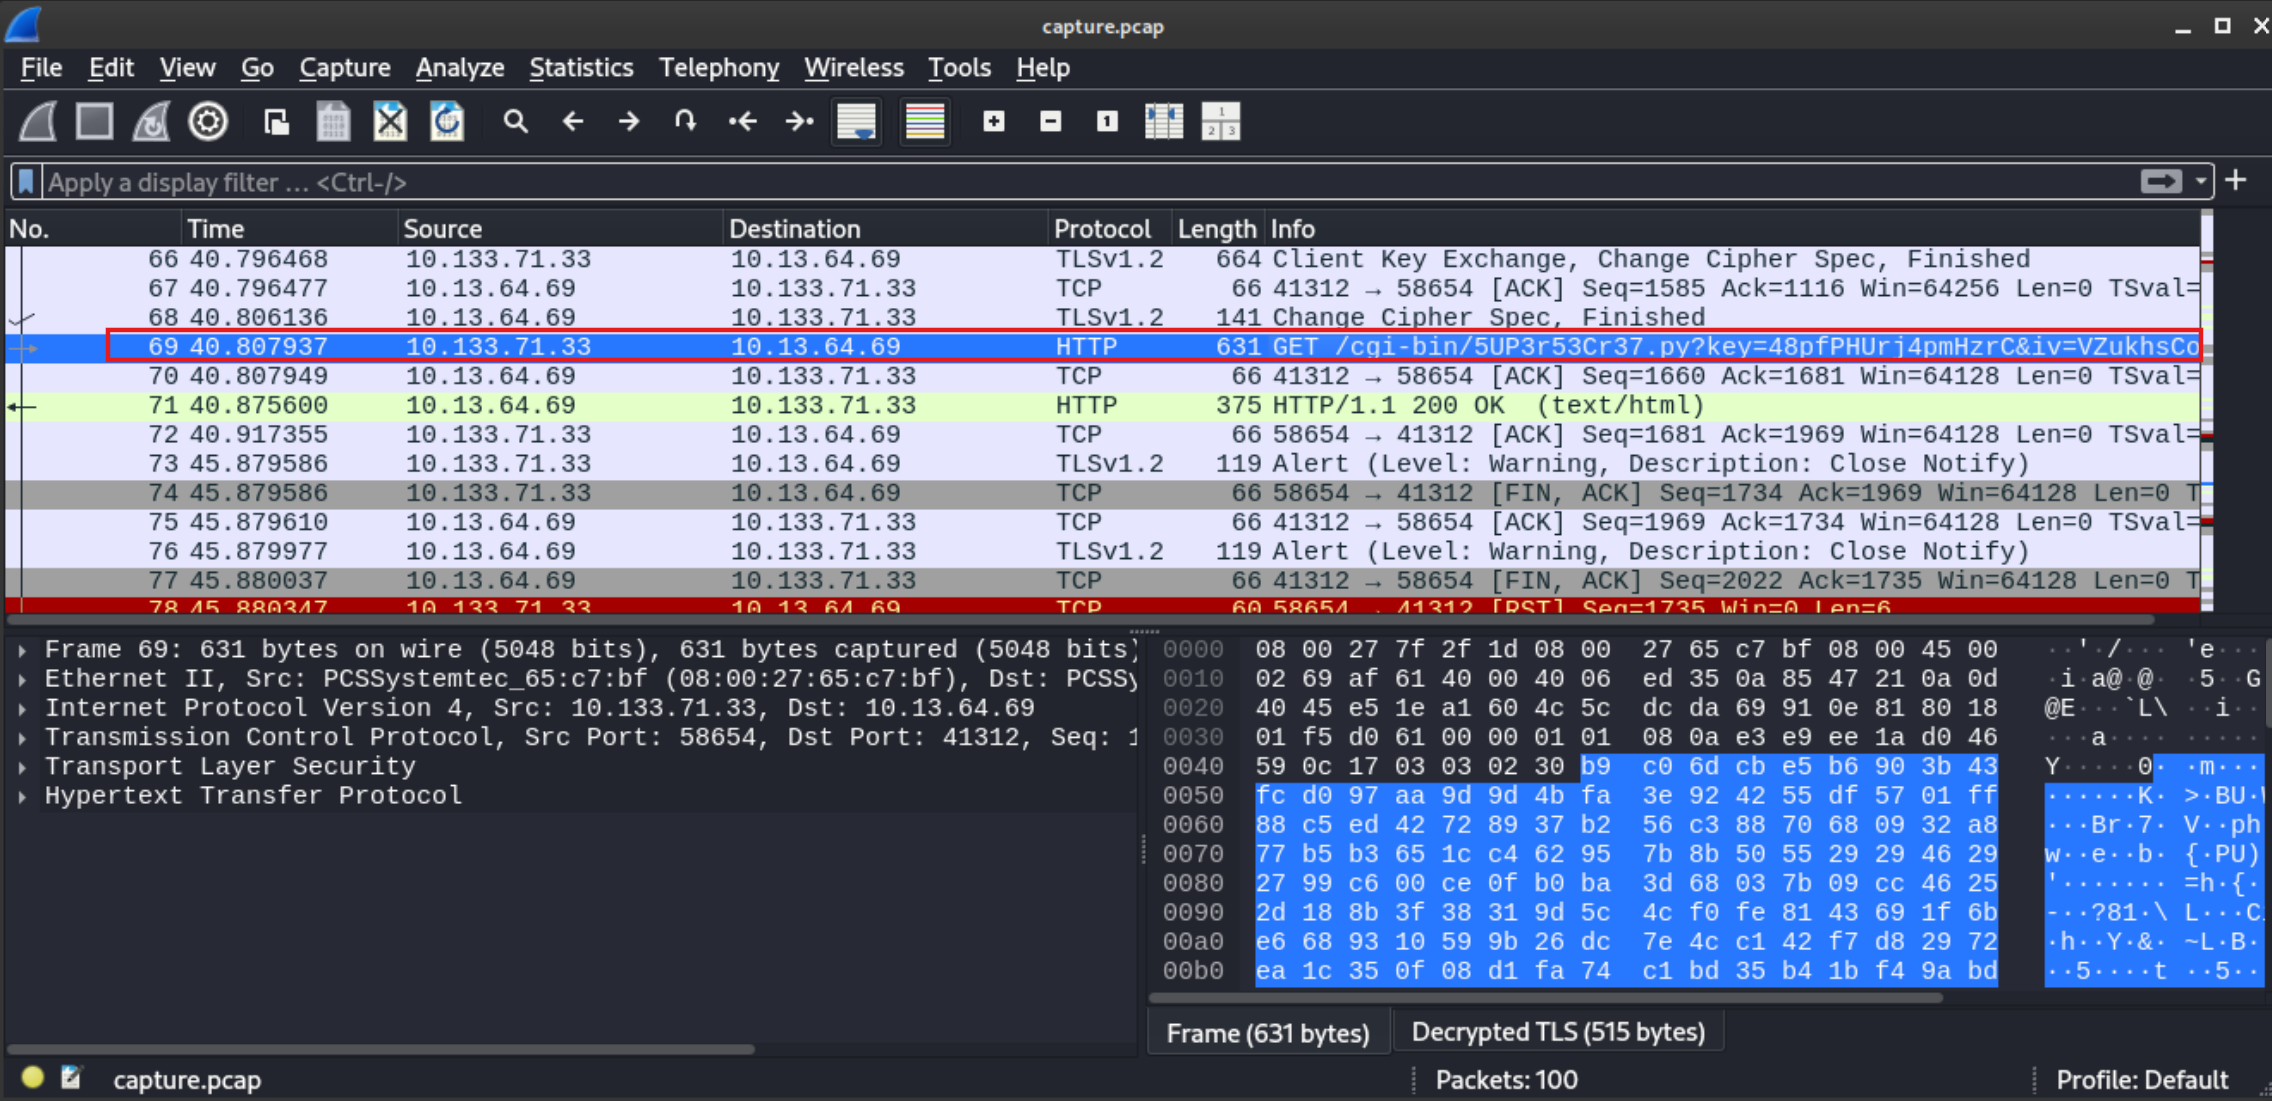 capture.pcap
File Edit View Go Capture Analyze Statistics Telephony Wireless Tools Help
Apply a display filter … <Ctrl-/>
No. Time Source Destination Protocol Length Info
66 40.796468 10.133.71.33 10.13.64.69 TLSv1.2 664 Client Key Exchange, Change Cipher Spec, Finished
67 40.796477 10.13.64.69 10.133.71.33 TCP 66 41312 → 58654 [ACK] Seq=1585 Ack=1116 Win=64256 Len=0 TSval=
68 40.806136 10.13.64.69 10.133.71.33 TLSv1.2 141 Change Cipher Spec, Finished
69 40.807937 10.133.71.33 10.13.64.69 HTTP 631 GET /cgi-bin/5UP3r53Cr37.py?key=48pfPHUrj4pmHzrC&iv=VZukhsCo
70 40.807949 10.13.64.69 10.133.71.33 TCP 66 41312 → 58654 [ACK] Seq=1660 Ack=1681 Win=64128 Len=0 TSval=
71 40.875600 10.13.64.69 10.133.71.33 HTTP 375 HTTP/1.1 200 OK (text/html)
72 40.917355 10.133.71.33 10.13.64.69 TCP 66 58654 → 41312 [ACK] Seq=1681 Ack=1969 Win=64128 Len=0 TSval=
73 45.879586 10.133.71.33 10.13.64.69 TLSv1.2 119 Alert (Level: Warning, Description: Close Notify)
74 45.879586 10.133.71.33 10.13.64.69 TCP 66 58654 → 41312 [FIN, ACK] Seq=1734 Ack=1969 Win=64128 Len=0 T
75 45.879610 10.13.64.69 10.133.71.33 TCP 66 41312 → 58654 [ACK] Seq=1969 Ack=1734 Win=64128 Len=0 TSval=
76 45.879977 10.13.64.69 10.133.71.33 TLSv1.2 119 Alert (Level: Warning, Description: Close Notify)
77 45.880037 10.13.64.69 10.133.71.33 TCP 66 41312 → 58654 [FIN, ACK] Seq=2022 Ack=1735 Win=64128 Len=0 T
78 45.880347 10.133.71.33 10.13.64.69 TCP 60 58654 → 41312 [RST] Seq=1735 Win=0 Len=6
Frame 69: 631 bytes on wire (5048 bits), 631 bytes captured (5048 bits)
Ethernet II, Src: PCSSystemtec_65:c7:bf (08:00:27:65:c7:bf), Dst: PCSSy
Internet Protocol Version 4, Src: 10.133.71.33, Dst: 10.13.64.69
Transmission Control Protocol, Src Port: 58654, Dst Port: 41312, Seq: 1
Transport Layer Security
Hypertext Transfer Protocol
0000 08 00 27 7f 2f 1d 08 00 27 65 c7 bf 08 00 45 00 ··'·/··· 'e···
0010 02 69 af 61 40 00 40 06 ed 35 0a 85 47 21 0a 0d ·i·a@·@· ·5··G
0020 40 45 e5 1e a1 60 4c 5c dc da 69 91 0e 81 80 18 @E···`L\ ··i··
0030 01 f5 d0 61 00 00 01 01 08 0a e3 e9 ee 1a d0 46 ···a···· ·····
0040 59 0c 17 03 03 02 30 b9 c0 6d cb e5 b6 90 3b 43 Y·····0· ·m···
0050 fc d0 97 aa 9d 9d 4b fa 3e 92 42 55 df 57 01 ff ······K· >·BU·W
0060 88 c5 ed 42 72 89 37 b2 56 c3 88 70 68 09 32 a8 ···Br·7· V··ph
0070 77 b5 b3 65 1c c4 62 95 7b 8b 50 55 29 29 46 29 w··e··b· {·PU)
0080 27 99 c6 00 ce 0f b0 ba 3d 68 03 7b 09 cc 46 25 '······· =h·{·
0090 2d 18 8b 3f 38 31 9d 5c 4c f0 fe 81 43 69 1f 6b -··?81·\ L···C
00a0 e6 68 93 10 59 9b 26 dc 7e 4c c1 42 f7 d8 29 72 ·h··Y·&· ~L·B·
00b0 ea 1c 35 0f 08 d1 fa 74 c1 bd 35 b4 1b f4 9a bd ··5····t ··5··
Frame (631 bytes) Decrypted TLS (515 bytes)
capture.pcap Packets: 100 Profile: Default